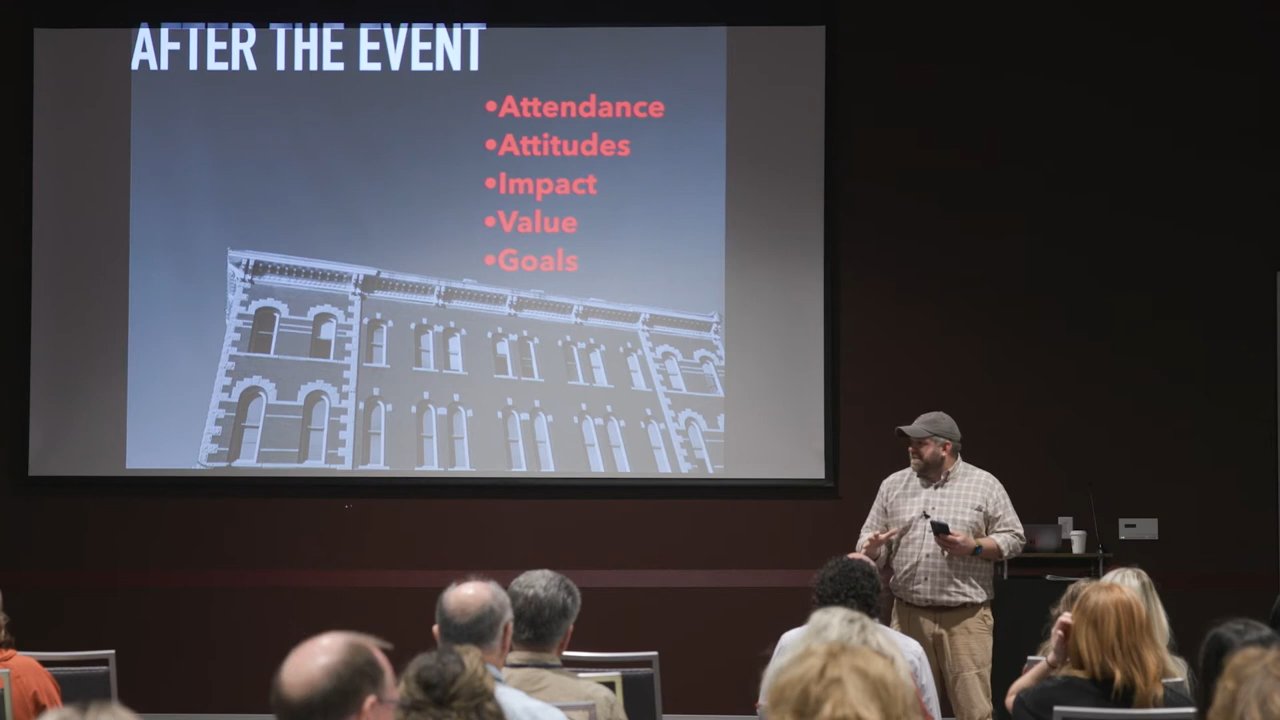 AFTER THE EVENT
•Attendance
•Attitudes
•Impact
•Value
•Goals